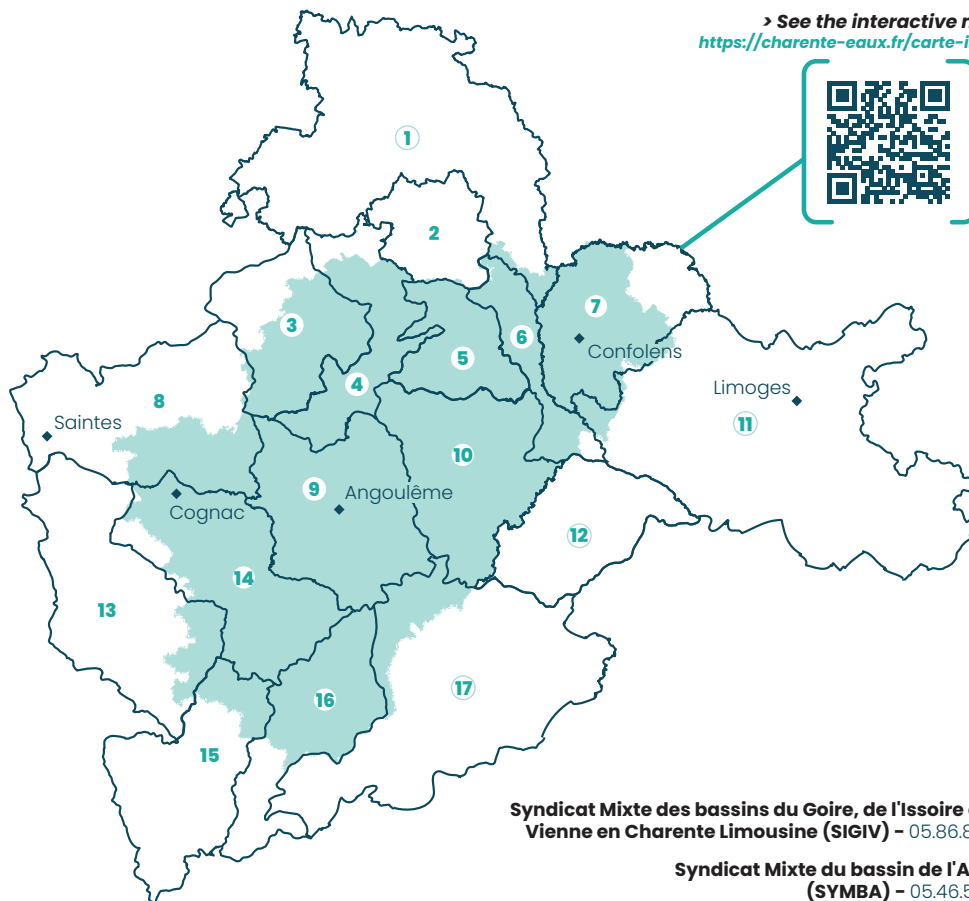 > See the interactive
https://charente-eaux.fr/carte-i
1
2
3
7
6
5
Confolens
4
Limoges
8
11
Saintes
10
9
Angoulême
Cognac
12
14
13
17
16
15
Syndicat Mixte des bassins du Goire, de l'Issoire
Vienne en Charente Limousine (SIGIV) - 05.86.8
Syndicat Mixte du bassin de l'A
(SYMBA) - 05.46.5